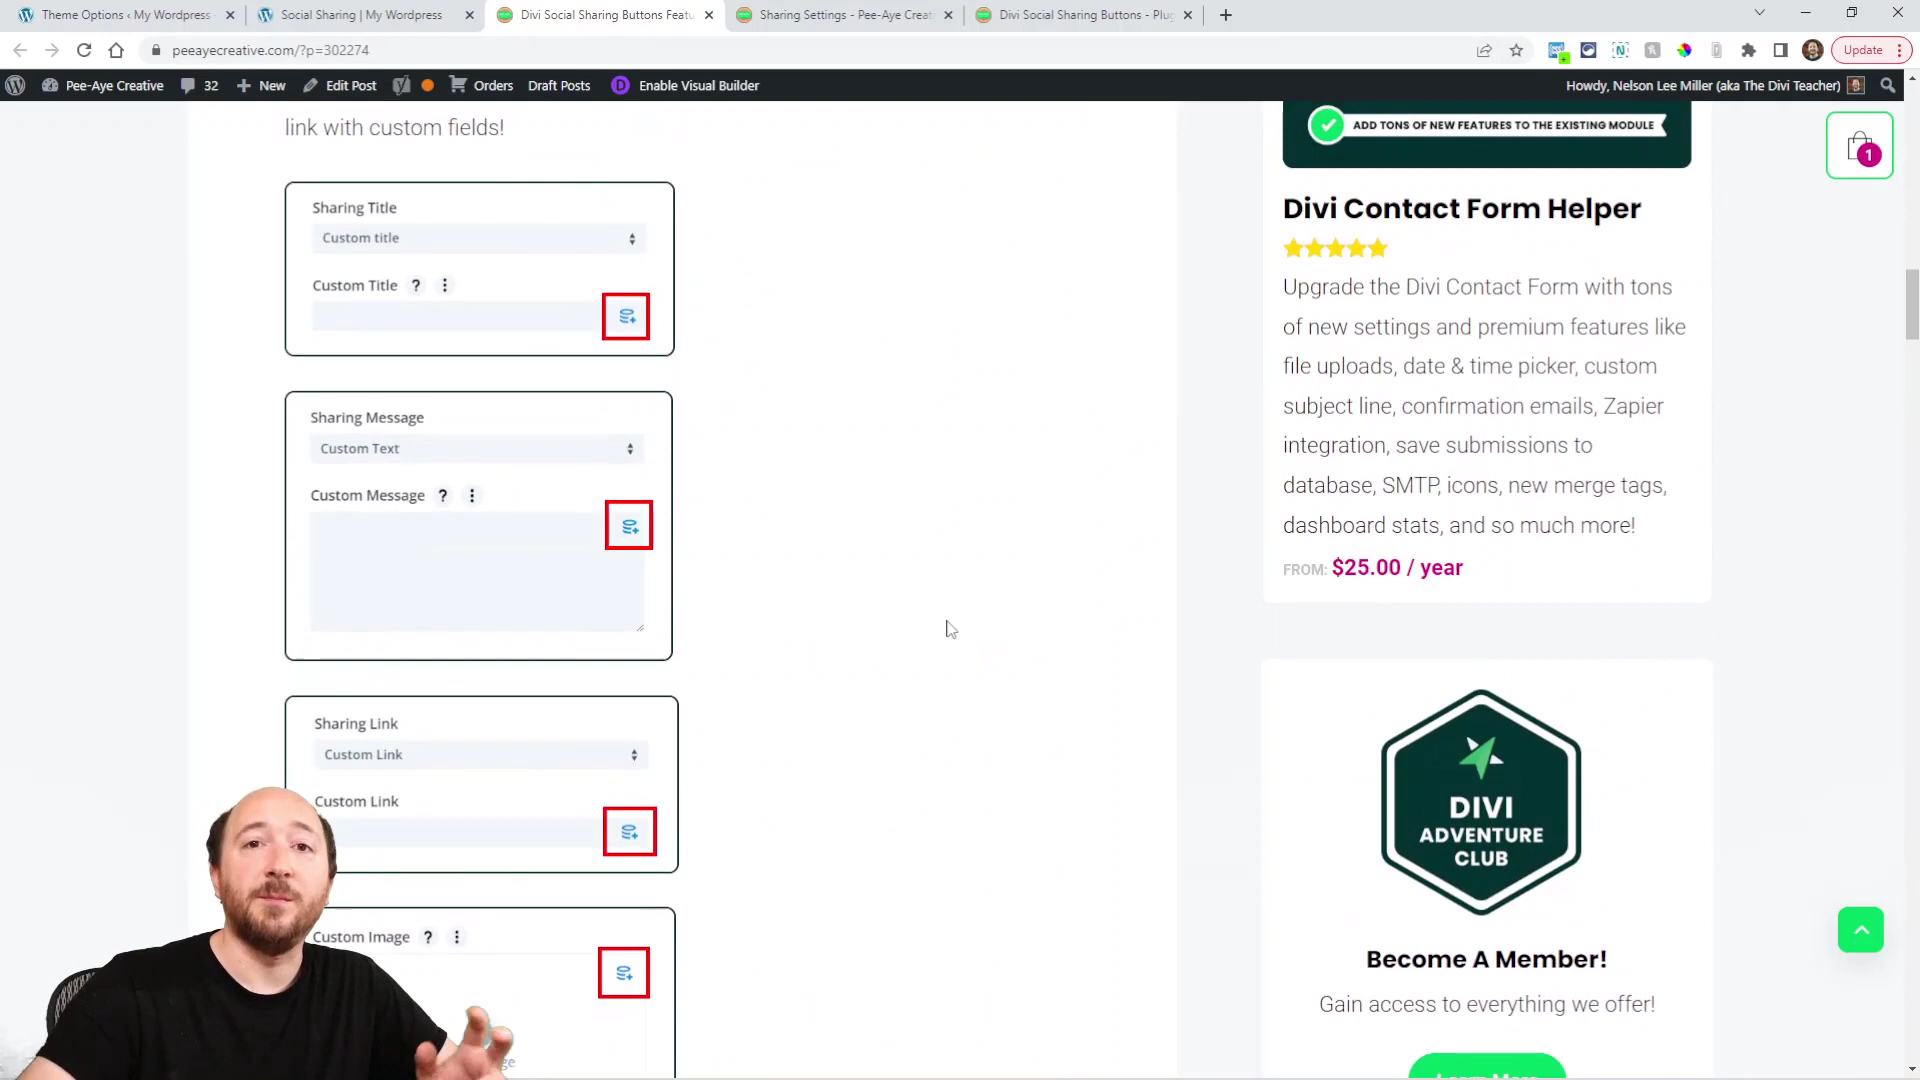 Theme Options ‹ My Wordpress
Social Sharing | My Wordpress
Divi Social Sharing Buttons Featu
Sharing Settings - Pee-Aye Creati
Divi Social Sharing Buttons - Plug
peeayecreative.com/?p=302274
Update
Pee-Aye Creative
32
New
Edit Post
Orders
Draft Posts
Enable Visual Builder
Howdy, Nelson Lee Miller (aka The Divi Teacher)
link with custom fields!
Sharing Title
Custom title
Custom Title ?
Sharing Message
Custom Text
Custom Message ?
Sharing Link
Custom Link
Custom Link
Custom Image ?
ADD TONS OF NEW FEATURES TO THE EXISTING MODULE
1
Divi Contact Form Helper
Upgrade the Divi Contact Form with tons
of new settings and premium features like
file uploads, date & time picker, custom
subject line, confirmation emails, Zapier
integration, save submissions to
database, SMTP, icons, new merge tags,
dashboard stats, and so much more!
FROM: $25.00 / year
DIVI
ADVENTURE
CLUB
Become A Member!
Gain access to everything we offer!
Learn More